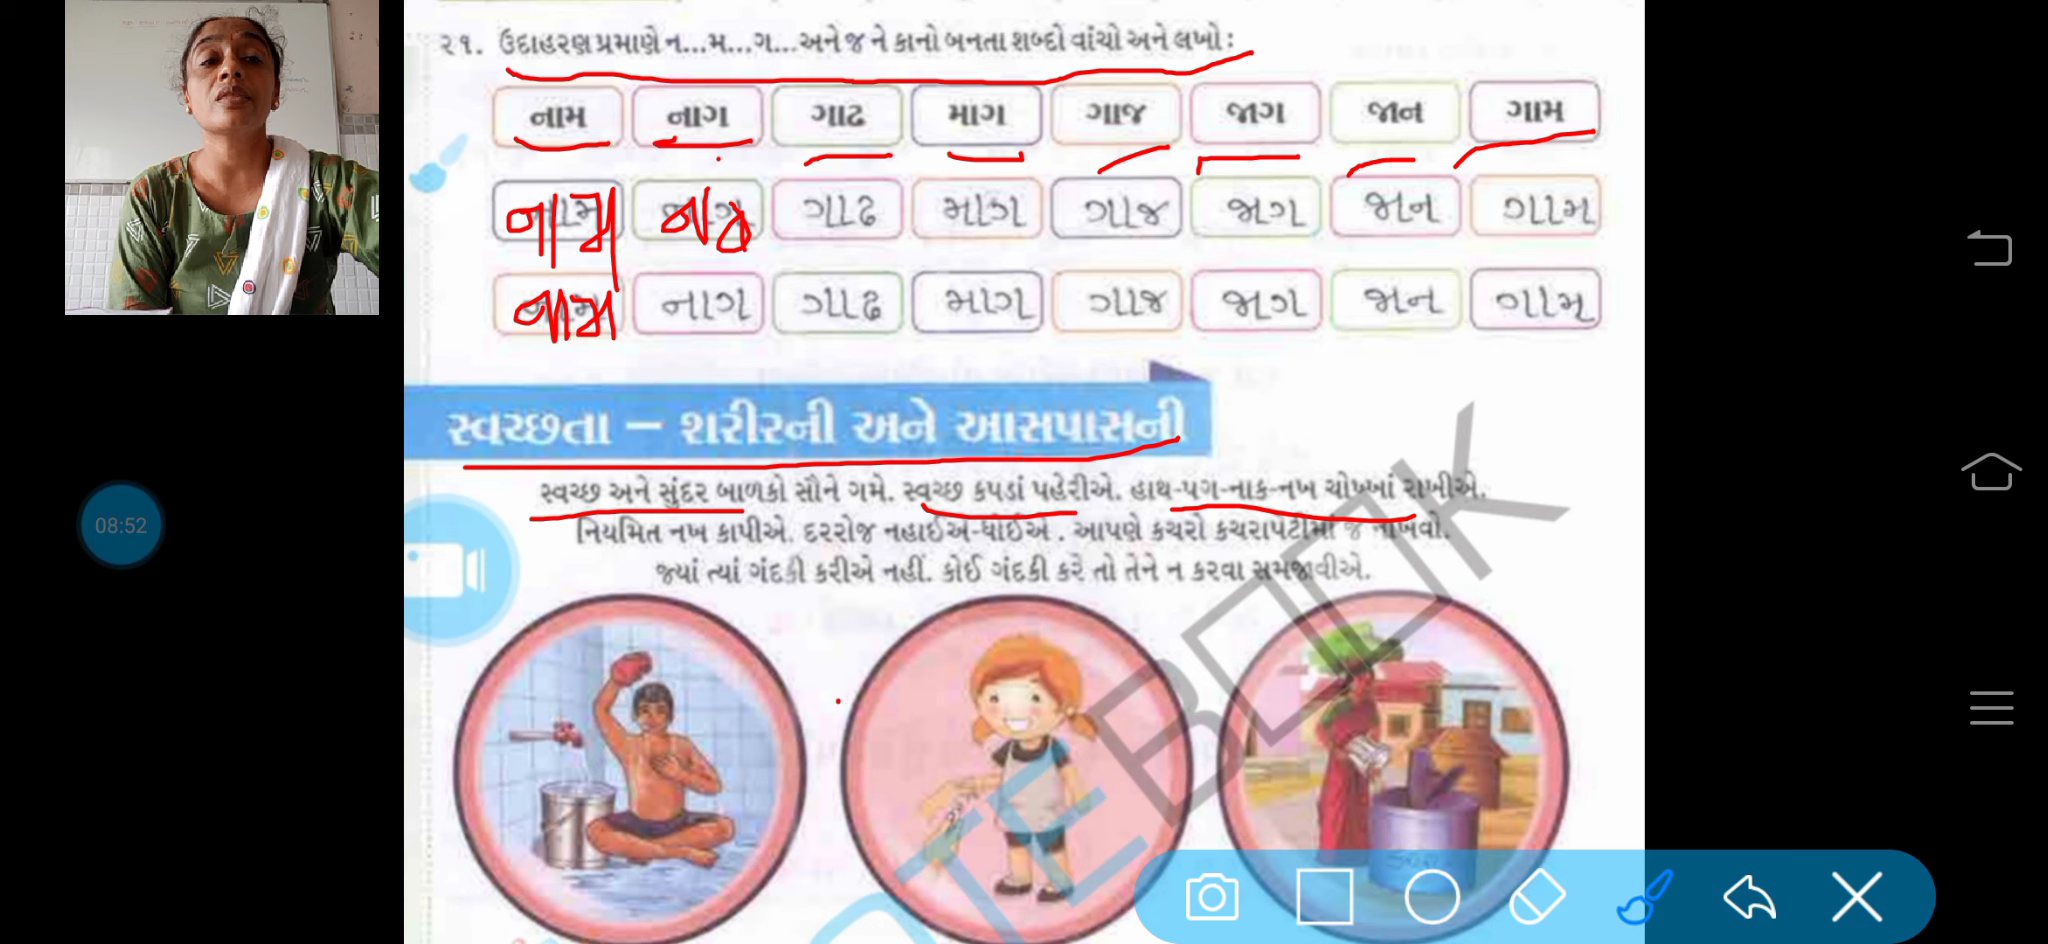 ૨૧. ઉદાહરણ પ્રમાણે ન...મ...ગ... અને જ ને કાનો બનતા શબ્દો વાંચો અને લખો :
નામ નાગ ગાઢ માગ ગાજ જાગ જાન ગામ
નામ નાગ ગાઢ માગ ગાજ જાગ જાન ગામ
નામ નાગ ગાઢ માગ ગાજ જાગ જાન ગામ
સ્વચ્છતા – શરીરની અને આસપાસની
સ્વચ્છ અને સુંદર બાળકો સૌને ગમે. સ્વચ્છ કપડાં પહેરીએ. હાથ-પગ-નાક-નખ ચોખ્ખાં રાખીએ.
નિયમિત નખ કાપીએ. દરરોજ નહાઈએ-ધોઈએ . આપણે કચરો કચરાપેટીમાં જ નાખવો.
જ્યાં ત્યાં ગંદકી કરીએ નહીં. કોઈ ગંદકી કરે તો તેને ન કરવા સમજાવીએ.
08:52